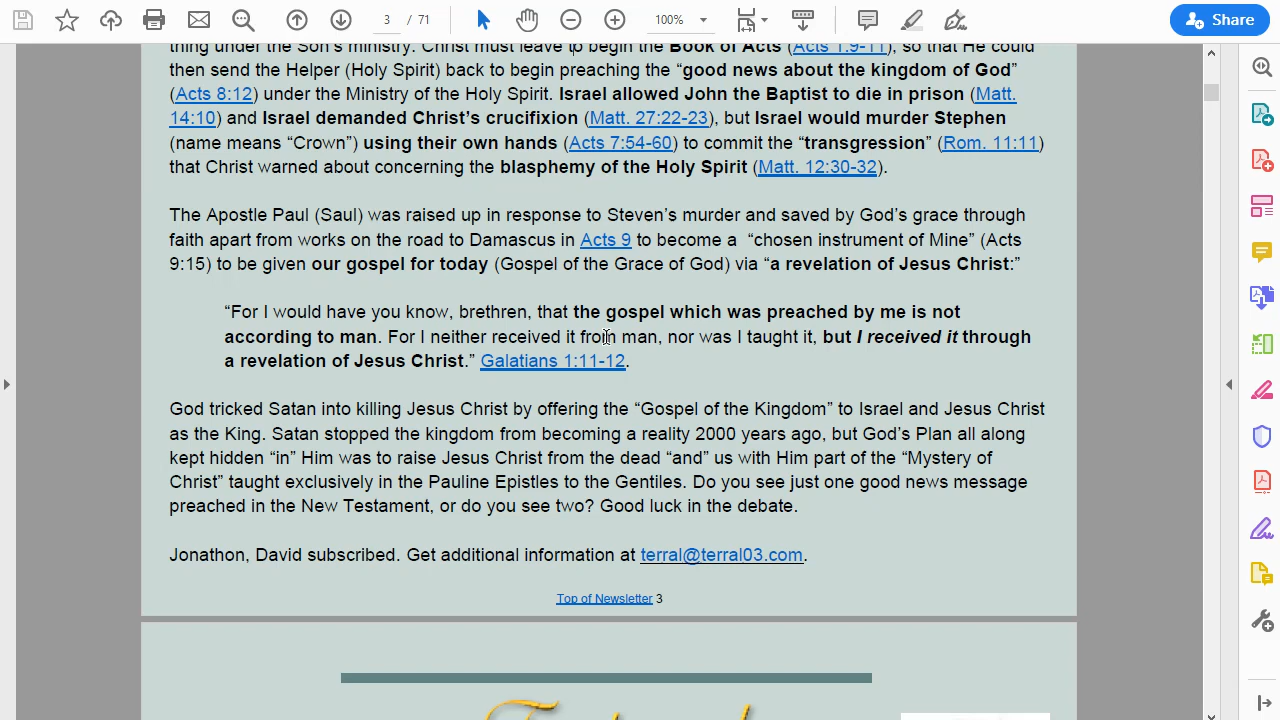 3 / 71
100%
Share
thing under the Son's ministry. Christ must leave to begin the Book of Acts (Acts 1:9-11), so that He could
then send the Helper (Holy Spirit) back to begin preaching the “good news about the kingdom of God”
(Acts 8:12) under the Ministry of the Holy Spirit. Israel allowed John the Baptist to die in prison (Matt.
14:10) and Israel demanded Christ’s crucifixion (Matt. 27:22-23), but Israel would murder Stephen
(name means “Crown”) using their own hands (Acts 7:54-60) to commit the “transgression” (Rom. 11:11)
that Christ warned about concerning the blasphemy of the Holy Spirit (Matt. 12:30-32).
The Apostle Paul (Saul) was raised up in response to Steven’s murder and saved by God’s grace through
faith apart from works on the road to Damascus in Acts 9 to become a “chosen instrument of Mine” (Acts
9:15) to be given our gospel for today (Gospel of the Grace of God) via “a revelation of Jesus Christ:”
“For I would have you know, brethren, that the gospel which was preached by me is not
according to man. For I neither received it from man, nor was I taught it, but I received it through
a revelation of Jesus Christ.” Galatians 1:11-12.
God tricked Satan into killing Jesus Christ by offering the “Gospel of the Kingdom” to Israel and Jesus Christ
as the King. Satan stopped the kingdom from becoming a reality 2000 years ago, but God’s Plan all along
kept hidden “in” Him was to raise Jesus Christ from the dead “and” us with Him part of the “Mystery of
Christ” taught exclusively in the Pauline Epistles to the Gentiles. Do you see just one good news message
preached in the New Testament, or do you see two? Good luck in the debate.
Jonathon, David subscribed. Get additional information at terral@terral03.com.
Top of Newsletter 3